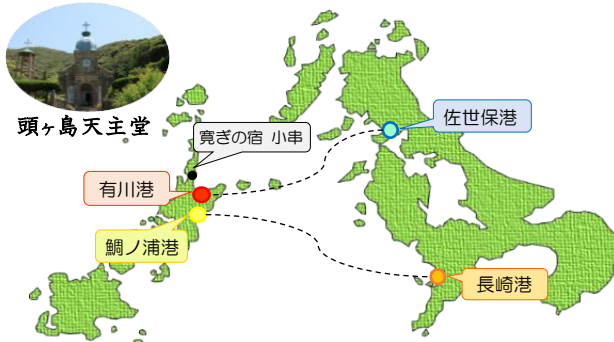 頭ヶ島天主堂
寛ぎの宿 小串
佐世保港
有川港
鯛ノ浦港
長崎港